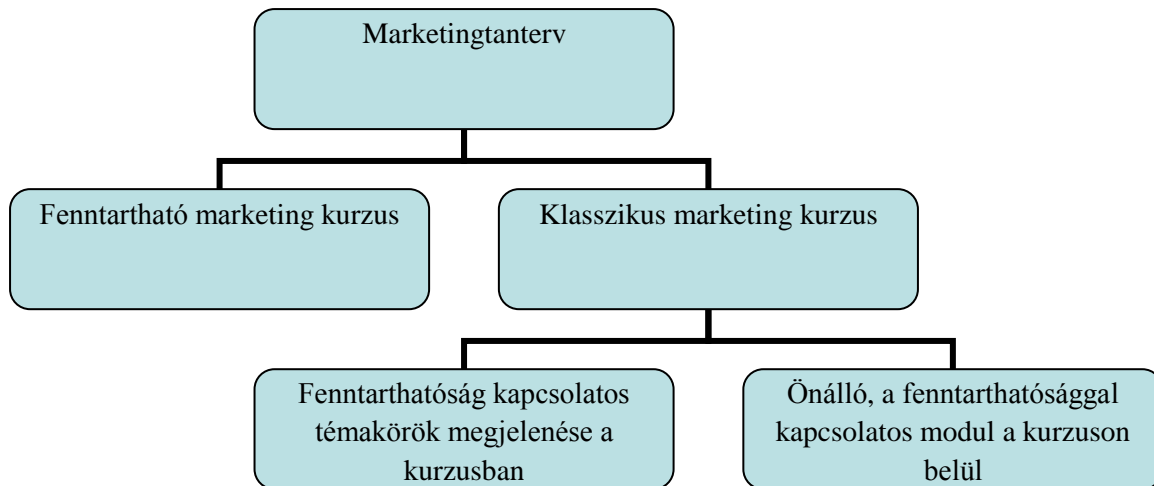 Marketingtanterv
Fenntartható marketing kurzus
Klasszikus marketing kurzus
Fenntarthatóság kapcsolatos
témakörök megjelenése a
kurzusban
Önálló, a fenntarthatósággal
kapcsolatos modul a kurzuson
belül